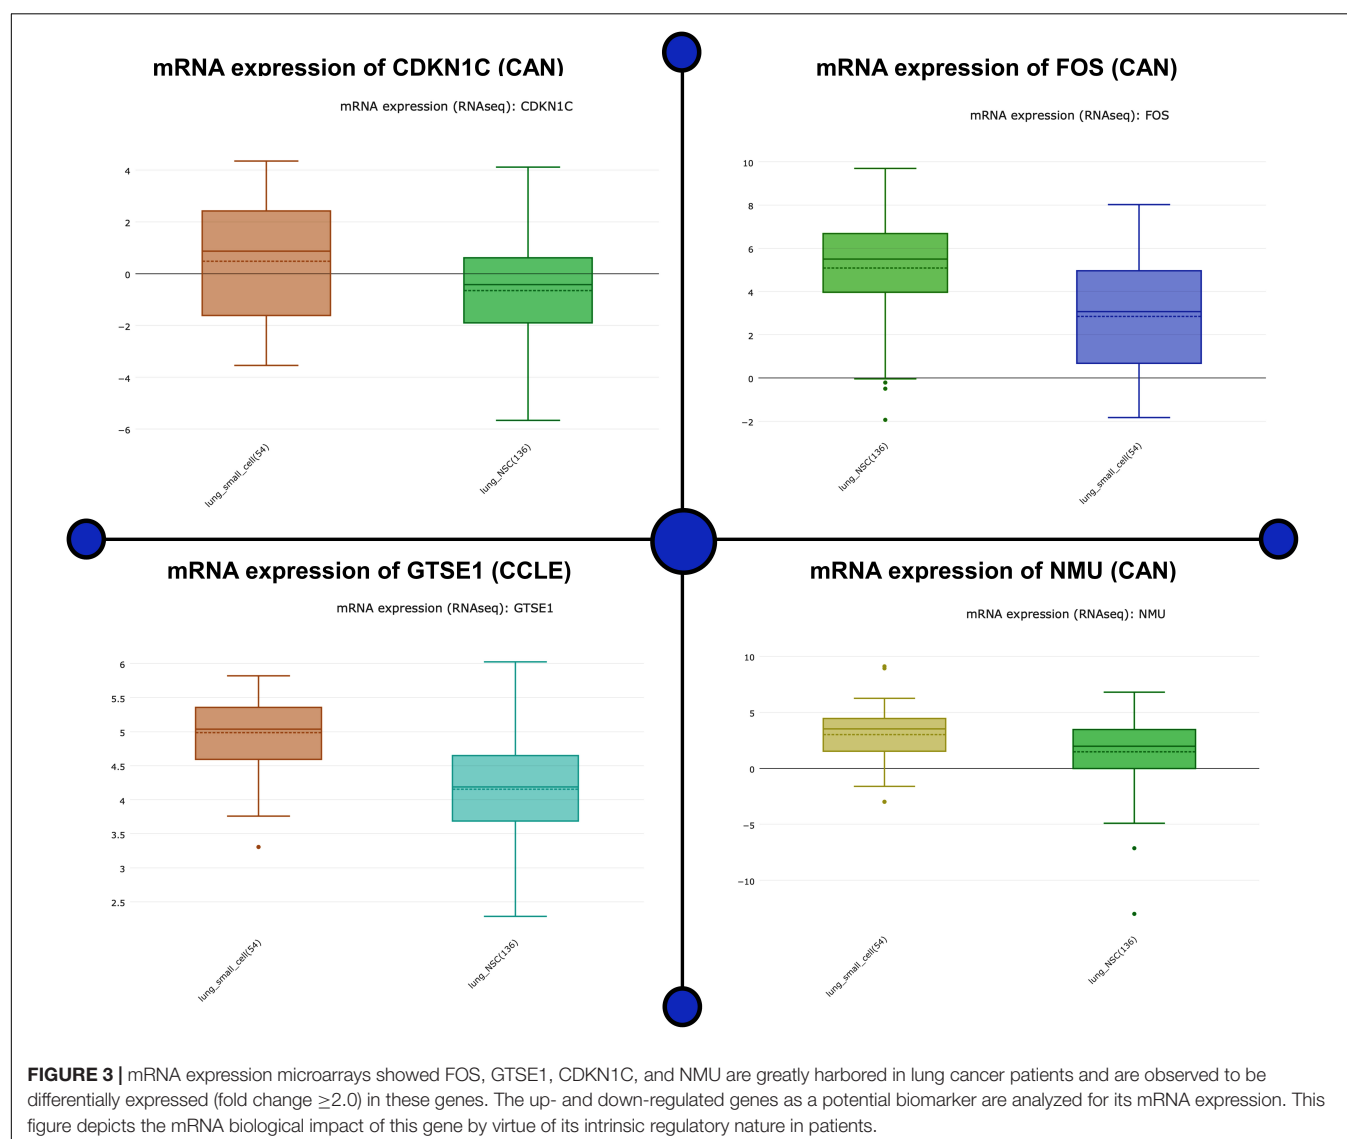 mRNA expression of CDKN1C (CAN)
mRNA expression (RNAseq): CDKN1C
4
2
0
−2
−4
−6
lung_small_cell(54)
lung_NSC(136)
mRNA expression of FOS (CAN)
mRNA expression (RNAseq): FOS
10
8
6
4
2
0
−2
lung_NSC(136)
lung_small_cell(54)
mRNA expression of GTSE1 (CCLE)
mRNA expression (RNAseq): GTSE1
6
5.5
5
4.5
4
3.5
3
2.5
lung_small_cell(54)
lung_NSC(136)
mRNA expression of NMU (CAN)
mRNA expression (RNAseq): NMU
10
5
0
−5
−10
lung_small_cell(54)
lung_NSC(136)
FIGURE 3 | mRNA expression microarrays showed FOS, GTSE1, CDKN1C, and NMU are greatly harbored in lung cancer patients and are observed to be
differentially expressed (fold change ≥2.0) in these genes. The up- and down-regulated genes as a potential biomarker are analyzed for its mRNA expression. This
figure depicts the mRNA biological impact of this gene by virtue of its intrinsic regulatory nature in patients.